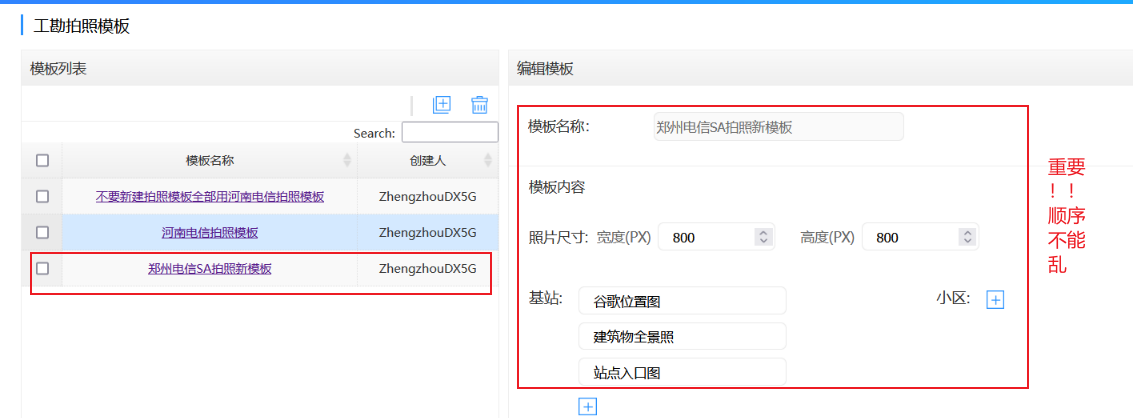 工勘拍照模板
模板列表
编辑模板
Search:
模板名称 创建人
不要新建拍照模板全部用河南电信拍照模板 ZhengzhouDX5G
河南电信拍照模板 ZhengzhouDX5G
郑州电信SA拍照新模板 ZhengzhouDX5G
模板名称: 郑州电信SA拍照新模板
模板内容
照片尺寸: 宽度(PX) 800 高度(PX) 800
基站: 谷歌位置图 小区:
建筑物全景照
站点入口图
重要
！！
顺序
不能
乱